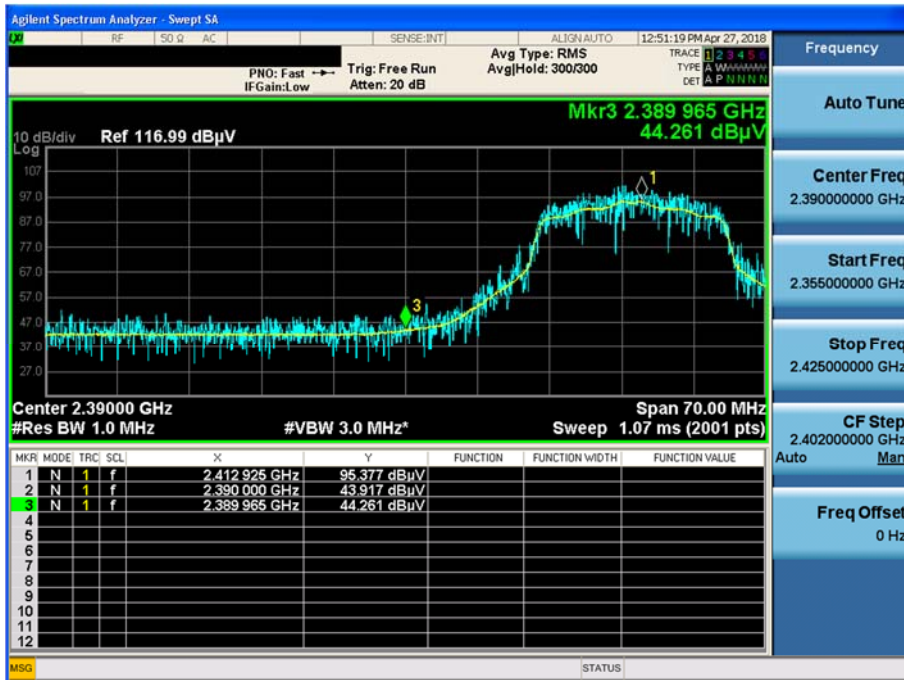 Agilent Spectrum Analyzer - Swept SA
LXI RF 50 Ω AC SENSE:INT ALIGN AUTO 12:51:19 PM Apr 27, 2018
PNO: Fast Trig: Free Run Avg Type: RMS TRACE 1 2 3 4 5 6
IFGain:Low Atten: 20 dB Avg|Hold: 300/300 TYPE A WWWWW
DET A P N N N N
Mkr3 2.389 965 GHz
44.261 dBµV
10 dB/div Ref 116.99 dBµV
Log
107
97.0
87.0
77.0
67.0
57.0
47.0
37.0
27.0
1
3
Center 2.39000 GHz Span 70.00 MHz
#Res BW 1.0 MHz #VBW 3.0 MHz* Sweep 1.07 ms (2001 pts)
MKR MODE TRC SCL X Y FUNCTION FUNCTION WIDTH FUNCTION VALUE
1 N 1 f 2.412 925 GHz 95.377 dBµV
2 N 1 f 2.390 000 GHz 43.917 dBµV
3 N 1 f 2.389 965 GHz 44.261 dBµV
4
5
6
7
8
9
10
11
12
MSG STATUS
Frequency
Auto Tune
Center Freq
2.390000000 GHz
Start Freq
2.355000000 GHz
Stop Freq
2.425000000 GHz
CF Step
2.402000000 GHz
Auto Man
Freq Offset
0 Hz